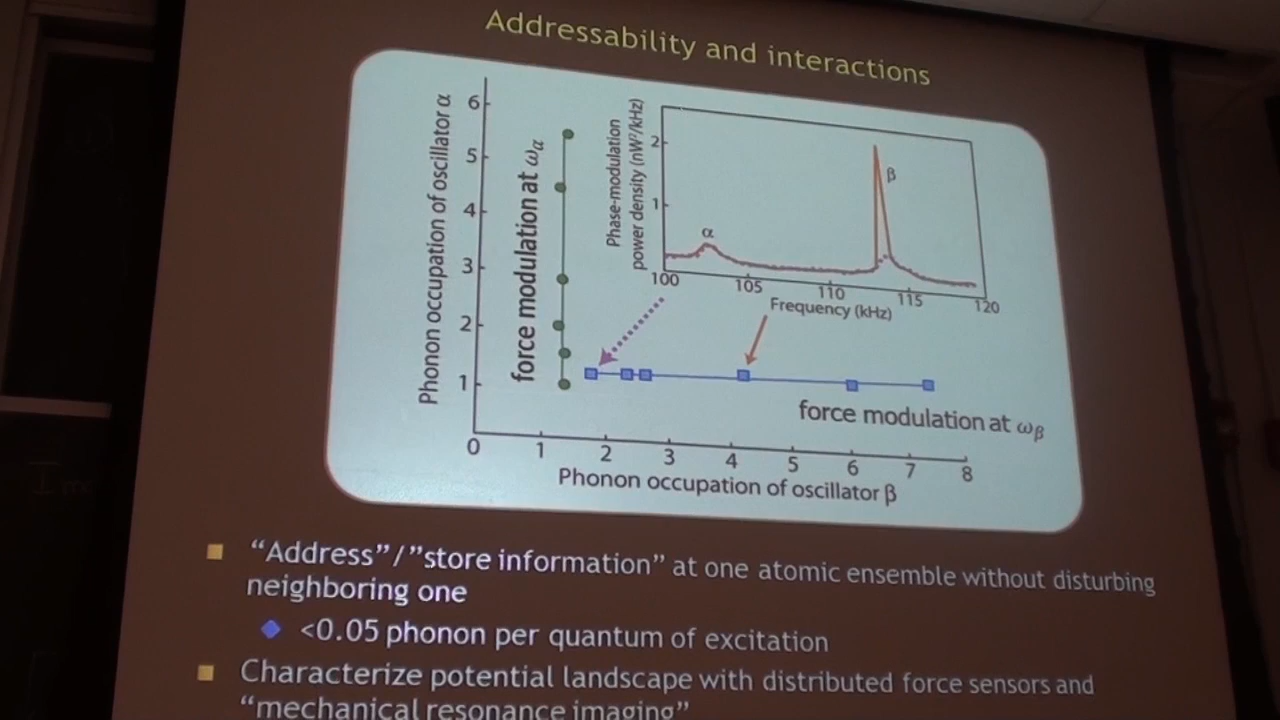 Addressability and interactions
Phonon occupation of oscillator α
6
5
4
3
2
1
0
force modulation at ωα
Phase-modulation
power density (nW²/kHz)
2
1
α
β
100
105
110
115
120
Frequency (kHz)
force modulation at ωβ
1
2
3
4
5
6
7
8
Phonon occupation of oscillator β
“Address”/”store information” at one atomic ensemble without disturbing
neighboring one
<0.05 phonon per quantum of excitation
Characterize potential landscape with distributed force sensors and
“mechanical resonance imaging”